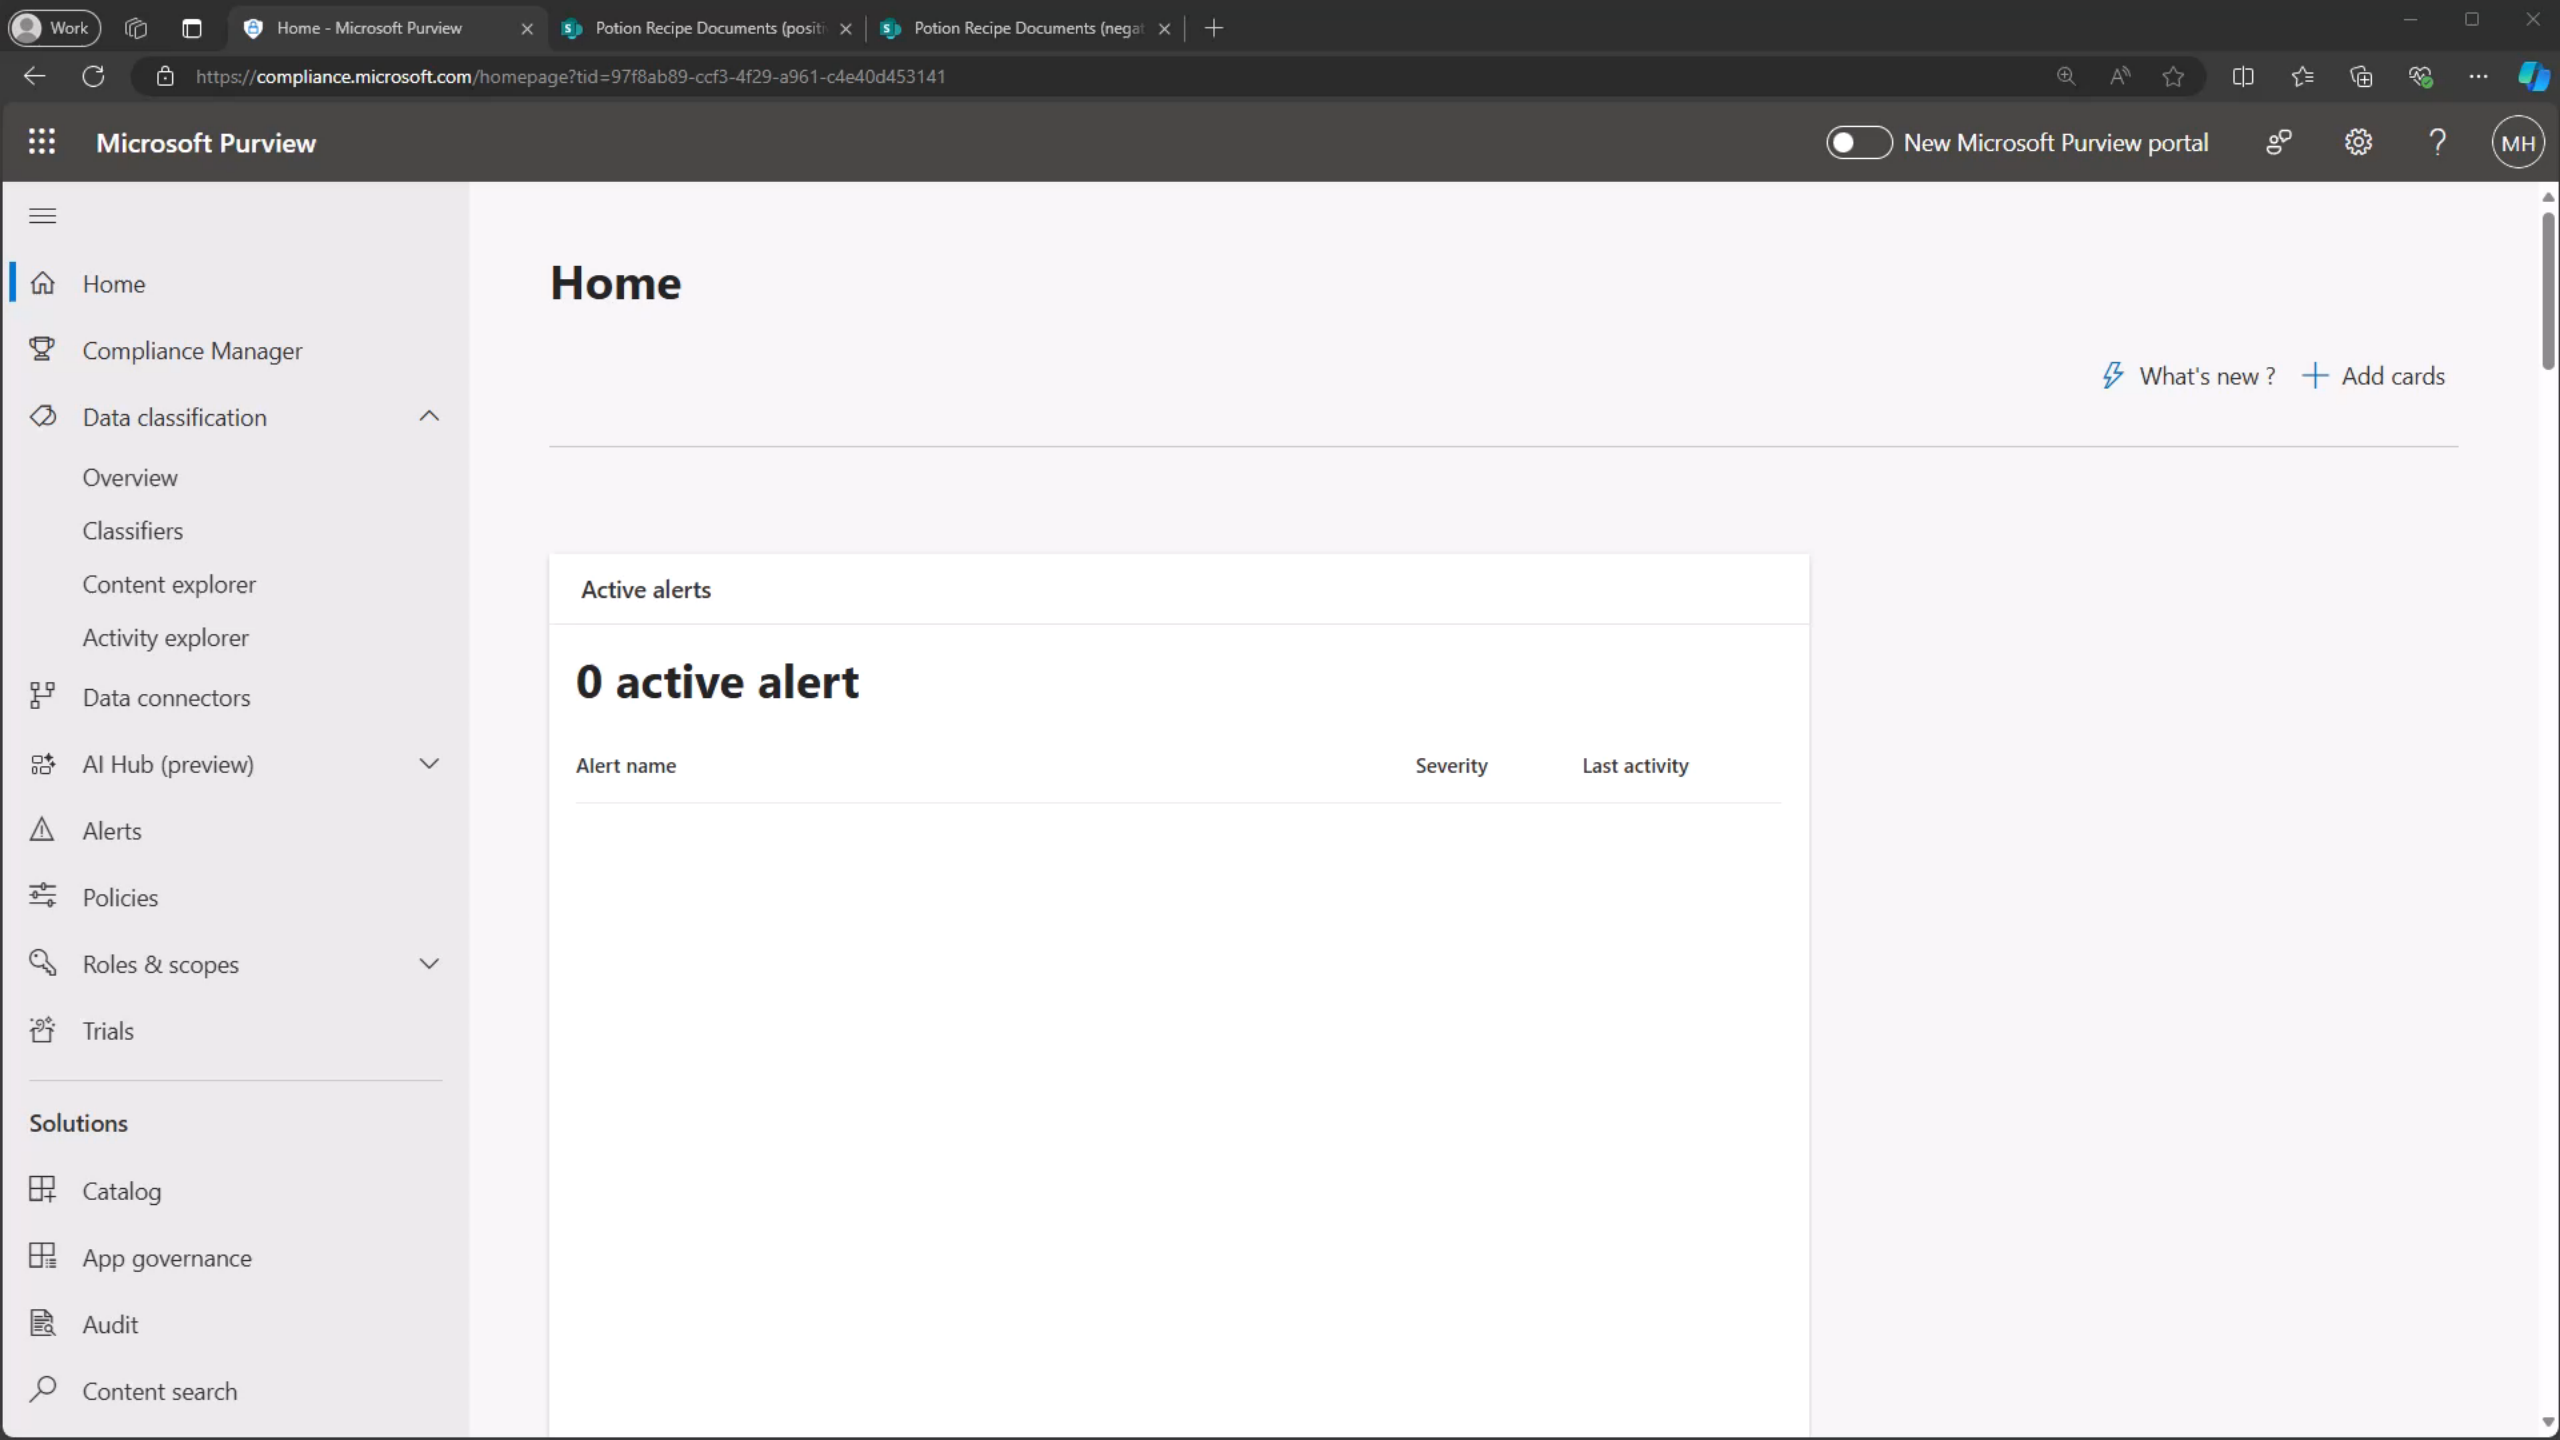 Work
Home - Microsoft Purview
Potion Recipe Documents (positi
Potion Recipe Documents (negat
https://compliance.microsoft.com/homepage?tid=97f8ab89-ccf3-4f29-a961-c4e40d453141
Microsoft Purview
New Microsoft Purview portal
MH
Home
Compliance Manager
Data classification
Overview
Classifiers
Content explorer
Activity explorer
Data connectors
AI Hub (preview)
Alerts
Policies
Roles & scopes
Trials
Solutions
Catalog
App governance
Audit
Content search
Home
What's new ?
Add cards
Active alerts
0 active alert
Alert name Severity Last activity